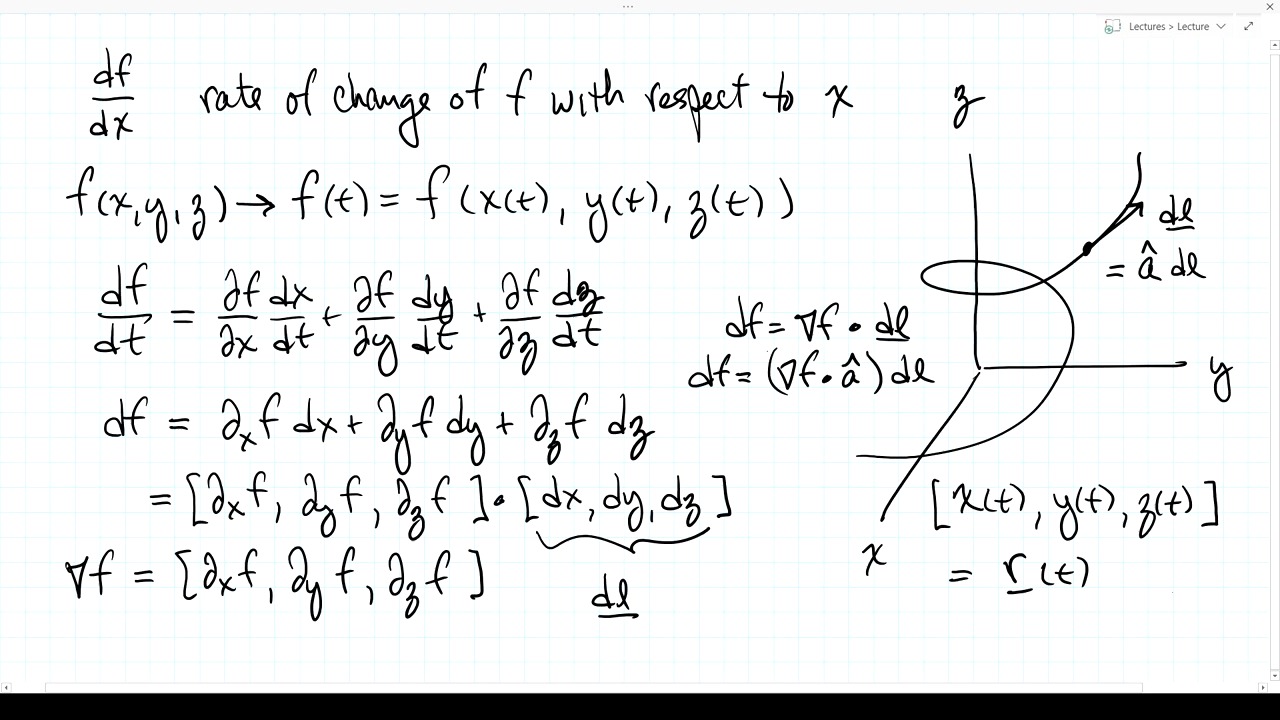 Lectures > Lecture
df/dx rate of change of f with respect to x
f(x,y,z) → f(t) = f(x(t), y(t), z(t))
df/dt = ∂f/∂x dx/dt + ∂f/∂y dy/dt + ∂f/∂z dz/dt
df = ∂ₓf dx + ∂ᵧf dy + ∂_z f dz
= [∂ₓf, ∂ᵧf, ∂_z f] • [dx, dy, dz]
dl
∇f = [∂ₓf, ∂ᵧf, ∂_z f]
df = ∇f • dl
df = (∇f • â) dl
z
dl
= â dl
y
x
[x(t), y(t), z(t)]
= r(t)